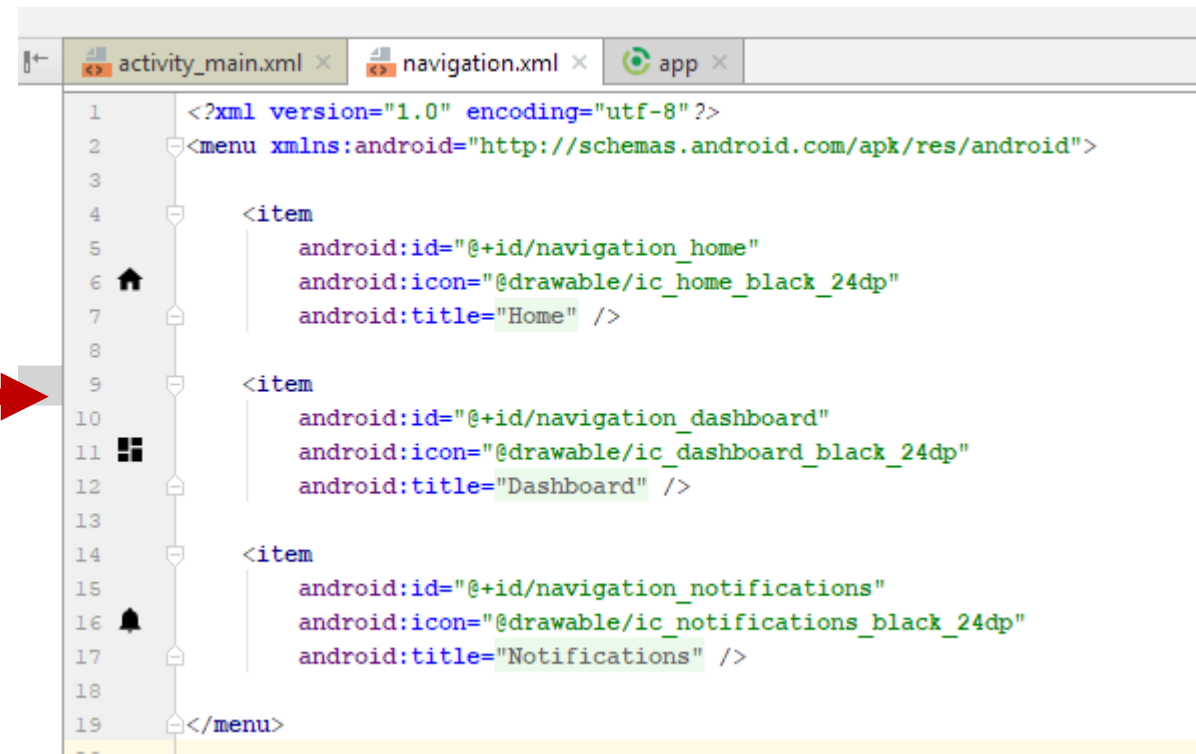 activity_main.xml navigation.xml app
1 <?xml version="1.0" encoding="utf-8"?>
2 <menu xmlns:android="http://schemas.android.com/apk/res/android">
3
4 <item
5 android:id="@+id/navigation_home"
6 android:icon="@drawable/ic_home_black_24dp"
7 android:title="Home" />
8
9 <item
10 android:id="@+id/navigation_dashboard"
11 android:icon="@drawable/ic_dashboard_black_24dp"
12 android:title="Dashboard" />
13
14 <item
15 android:id="@+id/navigation_notifications"
16 android:icon="@drawable/ic_notifications_black_24dp"
17 android:title="Notifications" />
18
19 </menu>